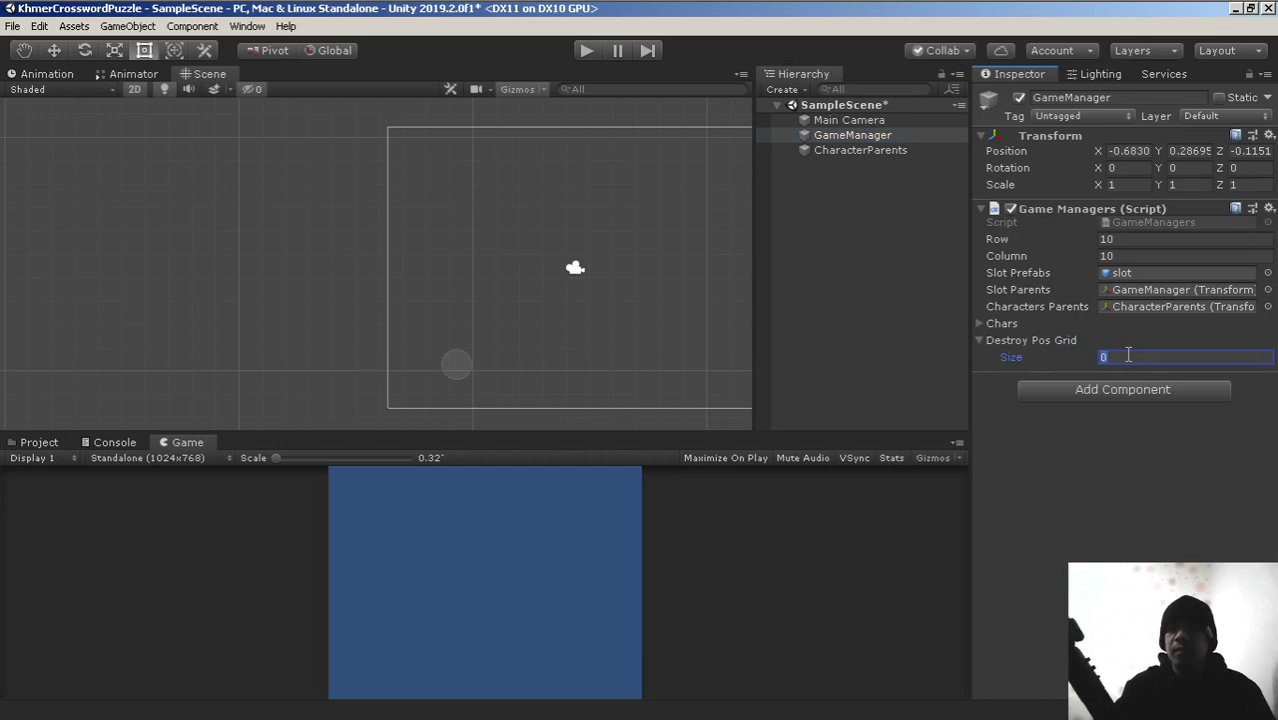 KhmerCrosswordPuzzle - SampleScene - PC, Mac & Linux Standalone - Unity 2019.2.0f1* <DX11 on DX10 GPU>
File Edit Assets GameObject Component Window Help
Pivot Global Collab Account Layers Layout
Animation Animator Scene Hierarchy Inspector Lighting Services
Shaded 2D 0 Gizmos All Create All
SampleScene*
Main Camera
GameManager
CharacterParents
GameManager Static
Tag Untagged Layer Default
Transform
Position X -0.6830 Y 0.28695 Z -0.1151
Rotation X 0 Y 0 Z 0
Scale X 1 Y 1 Z 1
Game Managers (Script)
Script GameManagers
Row 10
Column 10
Slot Prefabs slot
Slot Parents GameManager (Transform)
Characters Parents CharacterParents (Transfo
Chars
Destroy Pos Grid
Size 0
Add Component
Project Console Game
Display 1 Standalone (1024x768) Scale 0.32 Maximize On Play Mute Audio VSync Stats Gizmos